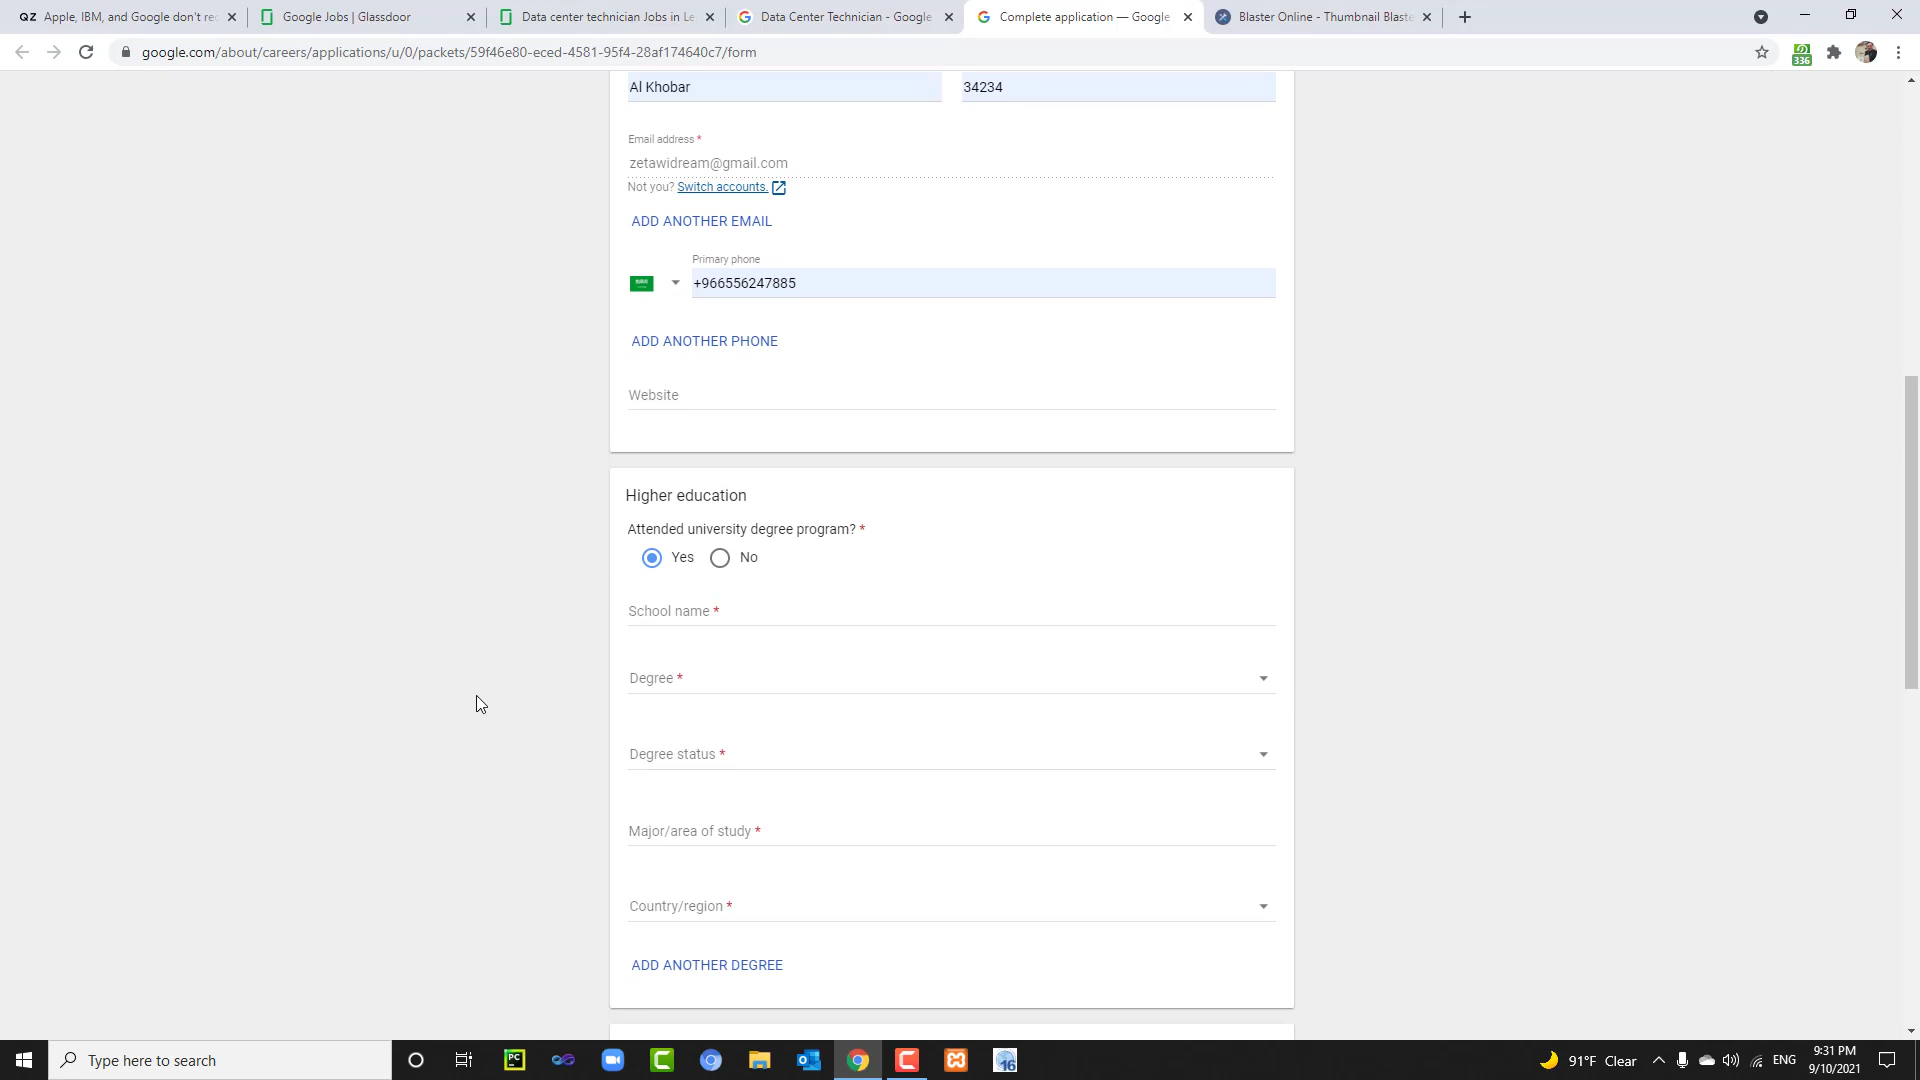 QZ Apple, IBM, and Google don't rec
Google Jobs | Glassdoor
Data center technician Jobs in Le
Data Center Technician - Google
Complete application — Google
Blaster Online - Thumbnail Blaste
google.com/about/careers/applications/u/0/packets/59f46e80-eced-4581-95f4-28af174640c7/form
336
Al Khobar 34234
Email address *
zetawidream@gmail.com
Not you? Switch accounts.
ADD ANOTHER EMAIL
Primary phone
+966556247885
ADD ANOTHER PHONE
Website
Higher education
Attended university degree program? *
Yes No
School name *
Degree *
Degree status *
Major/area of study *
Country/region *
ADD ANOTHER DEGREE
Type here to search
PC
16
91°F Clear
ENG
9:31 PM
9/10/2021